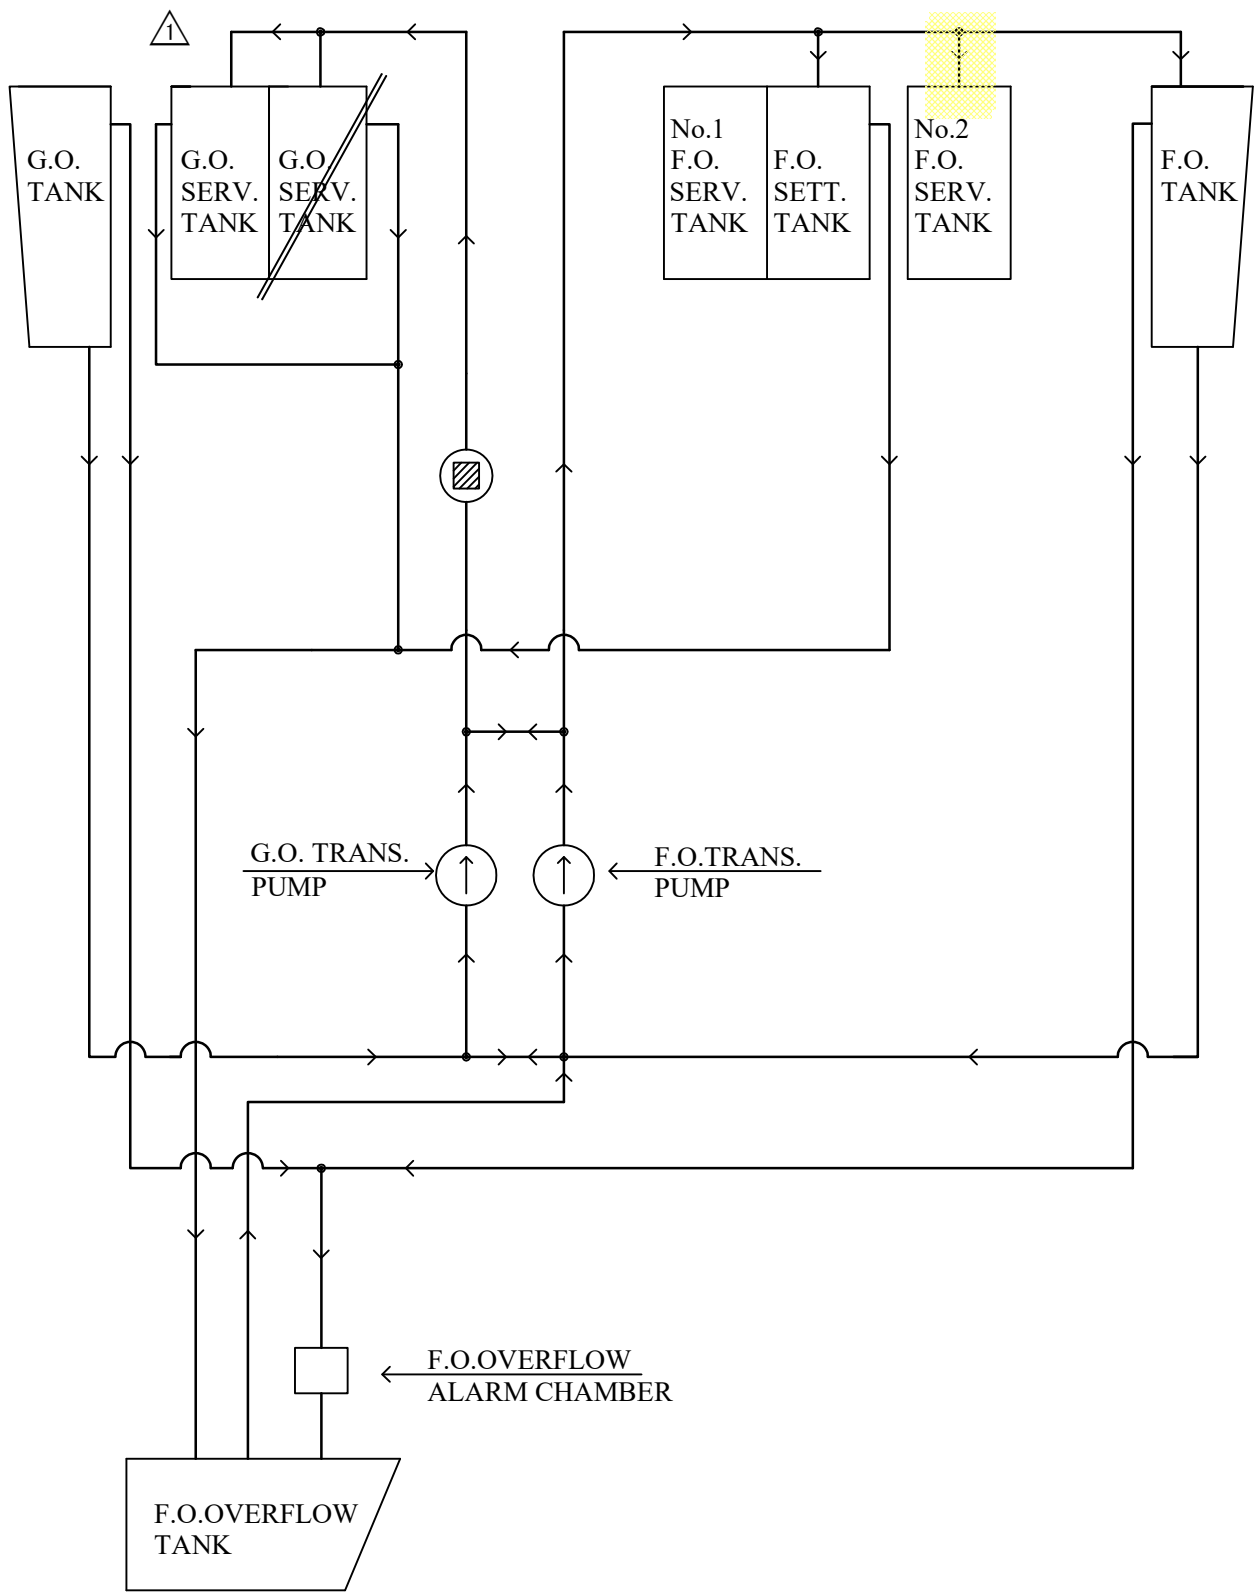 1
G.O.
TANK
G.O.
SERV.
TANK
G.O.
SERV.
TANK
No.1
F.O.
SERV.
TANK
F.O.
SETT.
TANK
No.2
F.O.
SERV.
TANK
F.O.
TANK
G.O. TRANS.
PUMP
F.O.TRANS.
PUMP
F.O.OVERFLOW
ALARM CHAMBER
F.O.OVERFLOW
TANK